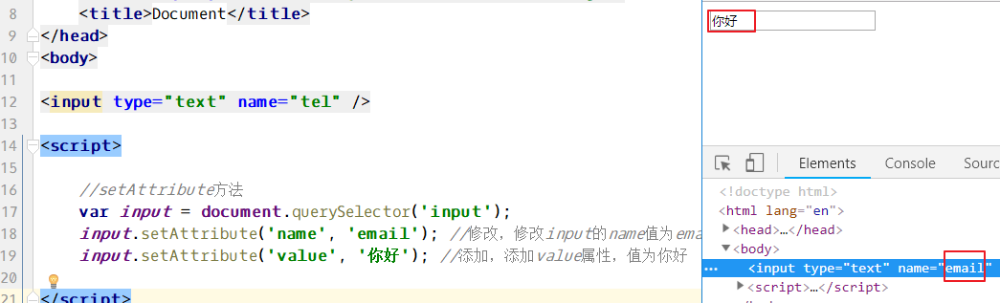 8 <title>Document</title>
9 </head>
10 <body>
11
12 <input type="text" name="tel" />
13
14 <script>
15
16 //setAttribute方法
17 var input = document.querySelector('input');
18 input.setAttribute('name', 'email'); //修改，修改input的name值为ema
19 input.setAttribute('value', '你好'); //添加，添加value属性，值为你好
20
21 </script>
你好
Elements Console Sourc
<!doctype html>
<html lang="en">
<head>…</head>
<body>
<input type="text" name="email"
<script>…</script>